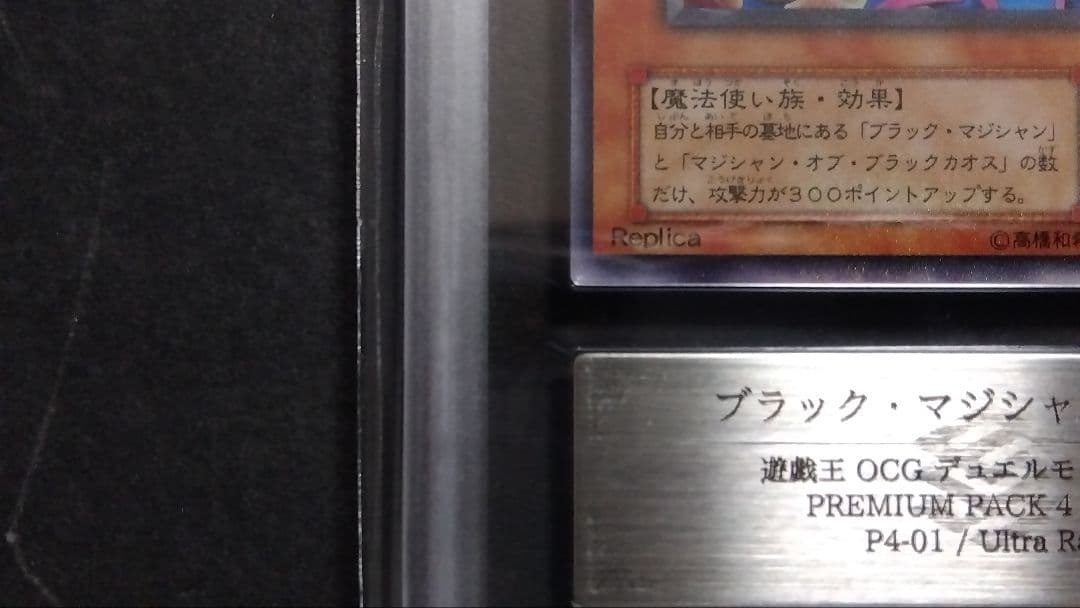 【魔法使い族・効果】
自分と相手の墓地にある「ブラック・マジシャン」
と「マジシャン・オブ・ブラックカオス」の数
だけ、攻撃力が300ポイントアップする。
Replica
©高橋和希
ブラック・マジシャ
遊戯王 OCG デュエルモ
PREMIUM PACK 4
P4-01 / Ultra Ra